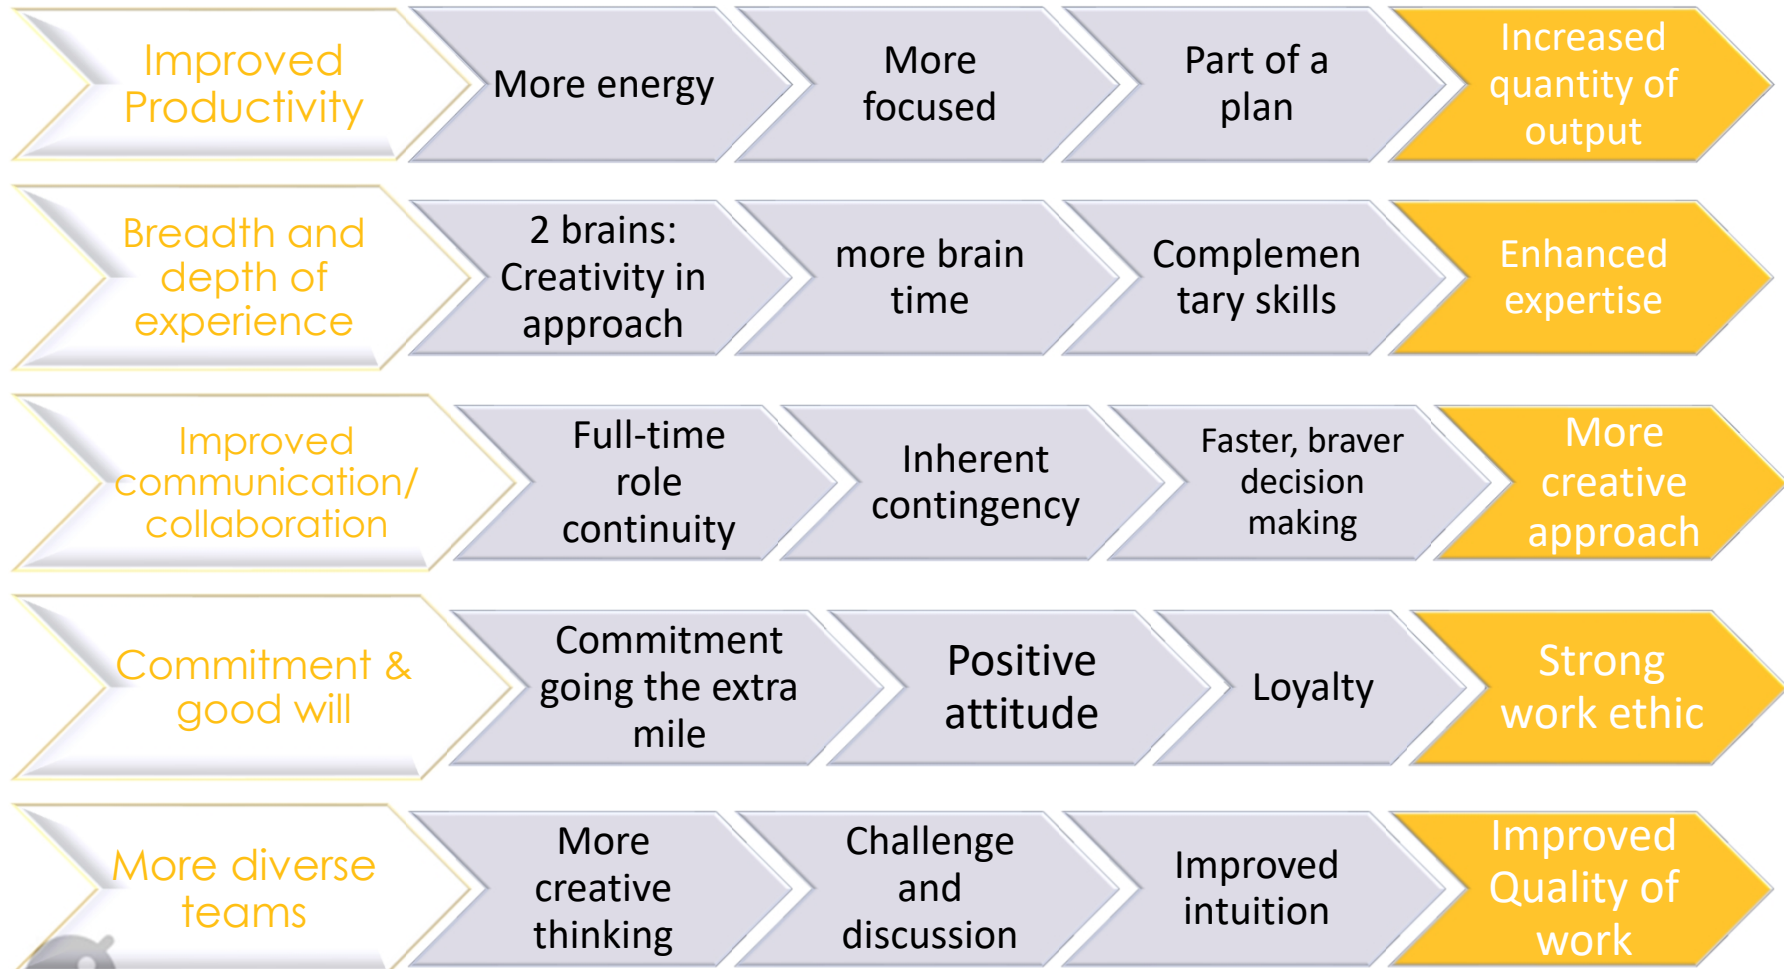 Improved
Productivity
More energy
More
focused
Part of a
plan
Increased
quantity of
output
Breadth and
depth of
experience
2 brains:
Creativity in
approach
more brain
time
Complemen
tary skills
Enhanced
expertise
Improved
communication/
collaboration
Full-time
role
continuity
Inherent
contingency
Faster, braver
decision
making
More
creative
approach
Commitment &
good will
Commitment
going the extra
mile
Positive
attitude
Loyalty
Strong
work ethic
More diverse
teams
More
creative
thinking
Challenge
and
discussion
Improved
intuition
Improved
Quality of
work